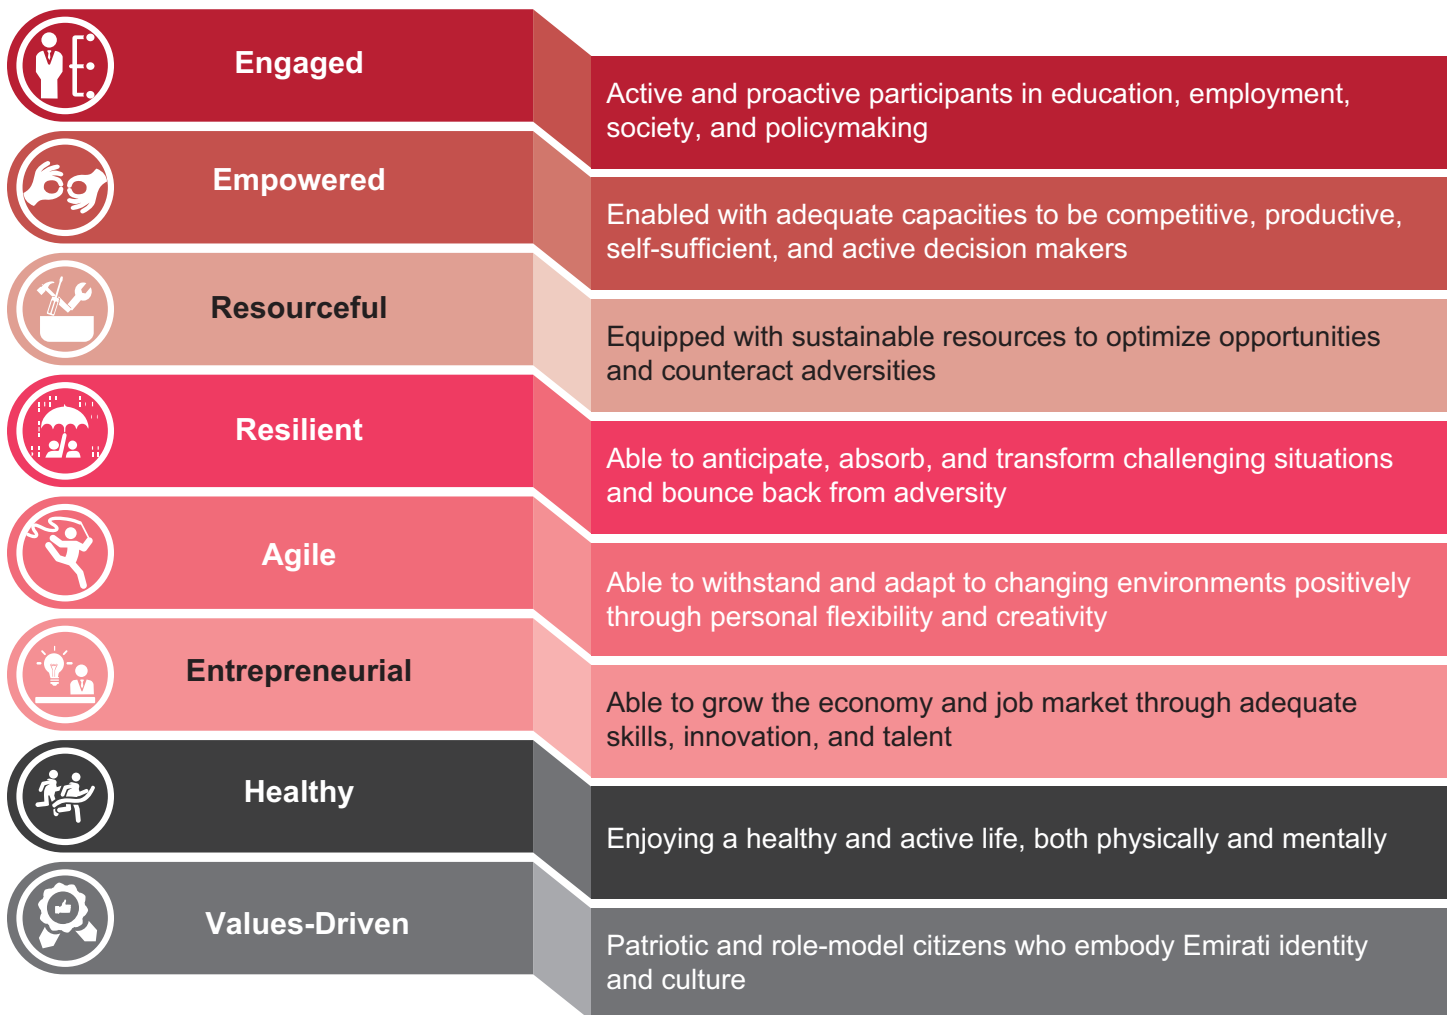 Engaged
Active and proactive participants in education, employment,
society, and policymaking
Empowered
Enabled with adequate capacities to be competitive, productive,
self-sufficient, and active decision makers
Resourceful
Equipped with sustainable resources to optimize opportunities
and counteract adversities
Resilient
Able to anticipate, absorb, and transform challenging situations
and bounce back from adversity
Agile
Able to withstand and adapt to changing environments positively
through personal flexibility and creativity
Entrepreneurial
Able to grow the economy and job market through adequate
skills, innovation, and talent
Healthy
Enjoying a healthy and active life, both physically and mentally
Values-Driven
Patriotic and role-model citizens who embody Emirati identity
and culture